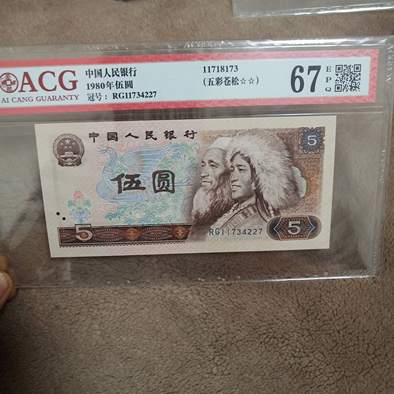 ACG
AI CANG GUARANTY
中国人民银行
1980年伍圆
冠号: RG11734227
11718173
(五彩苍松☆☆)
67 EPQ
中国人民银行
5
伍圆
5
RG11734227
5